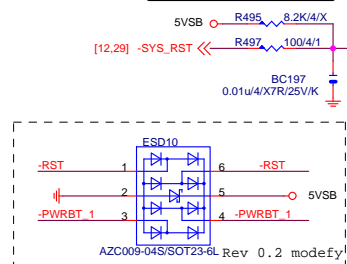 5VSB R495 8.2K/4/X
[12,29] -SYS_RST R497 100/4/1
BC197
0.01u/4/X7R/25V/K
ESD10
-RST 1 6 -RST
2 5 5VSB
-PWRBT_1 3 4 -PWRBT_1
AZC009-04S/SOT23-6L Rev 0.2 modefy